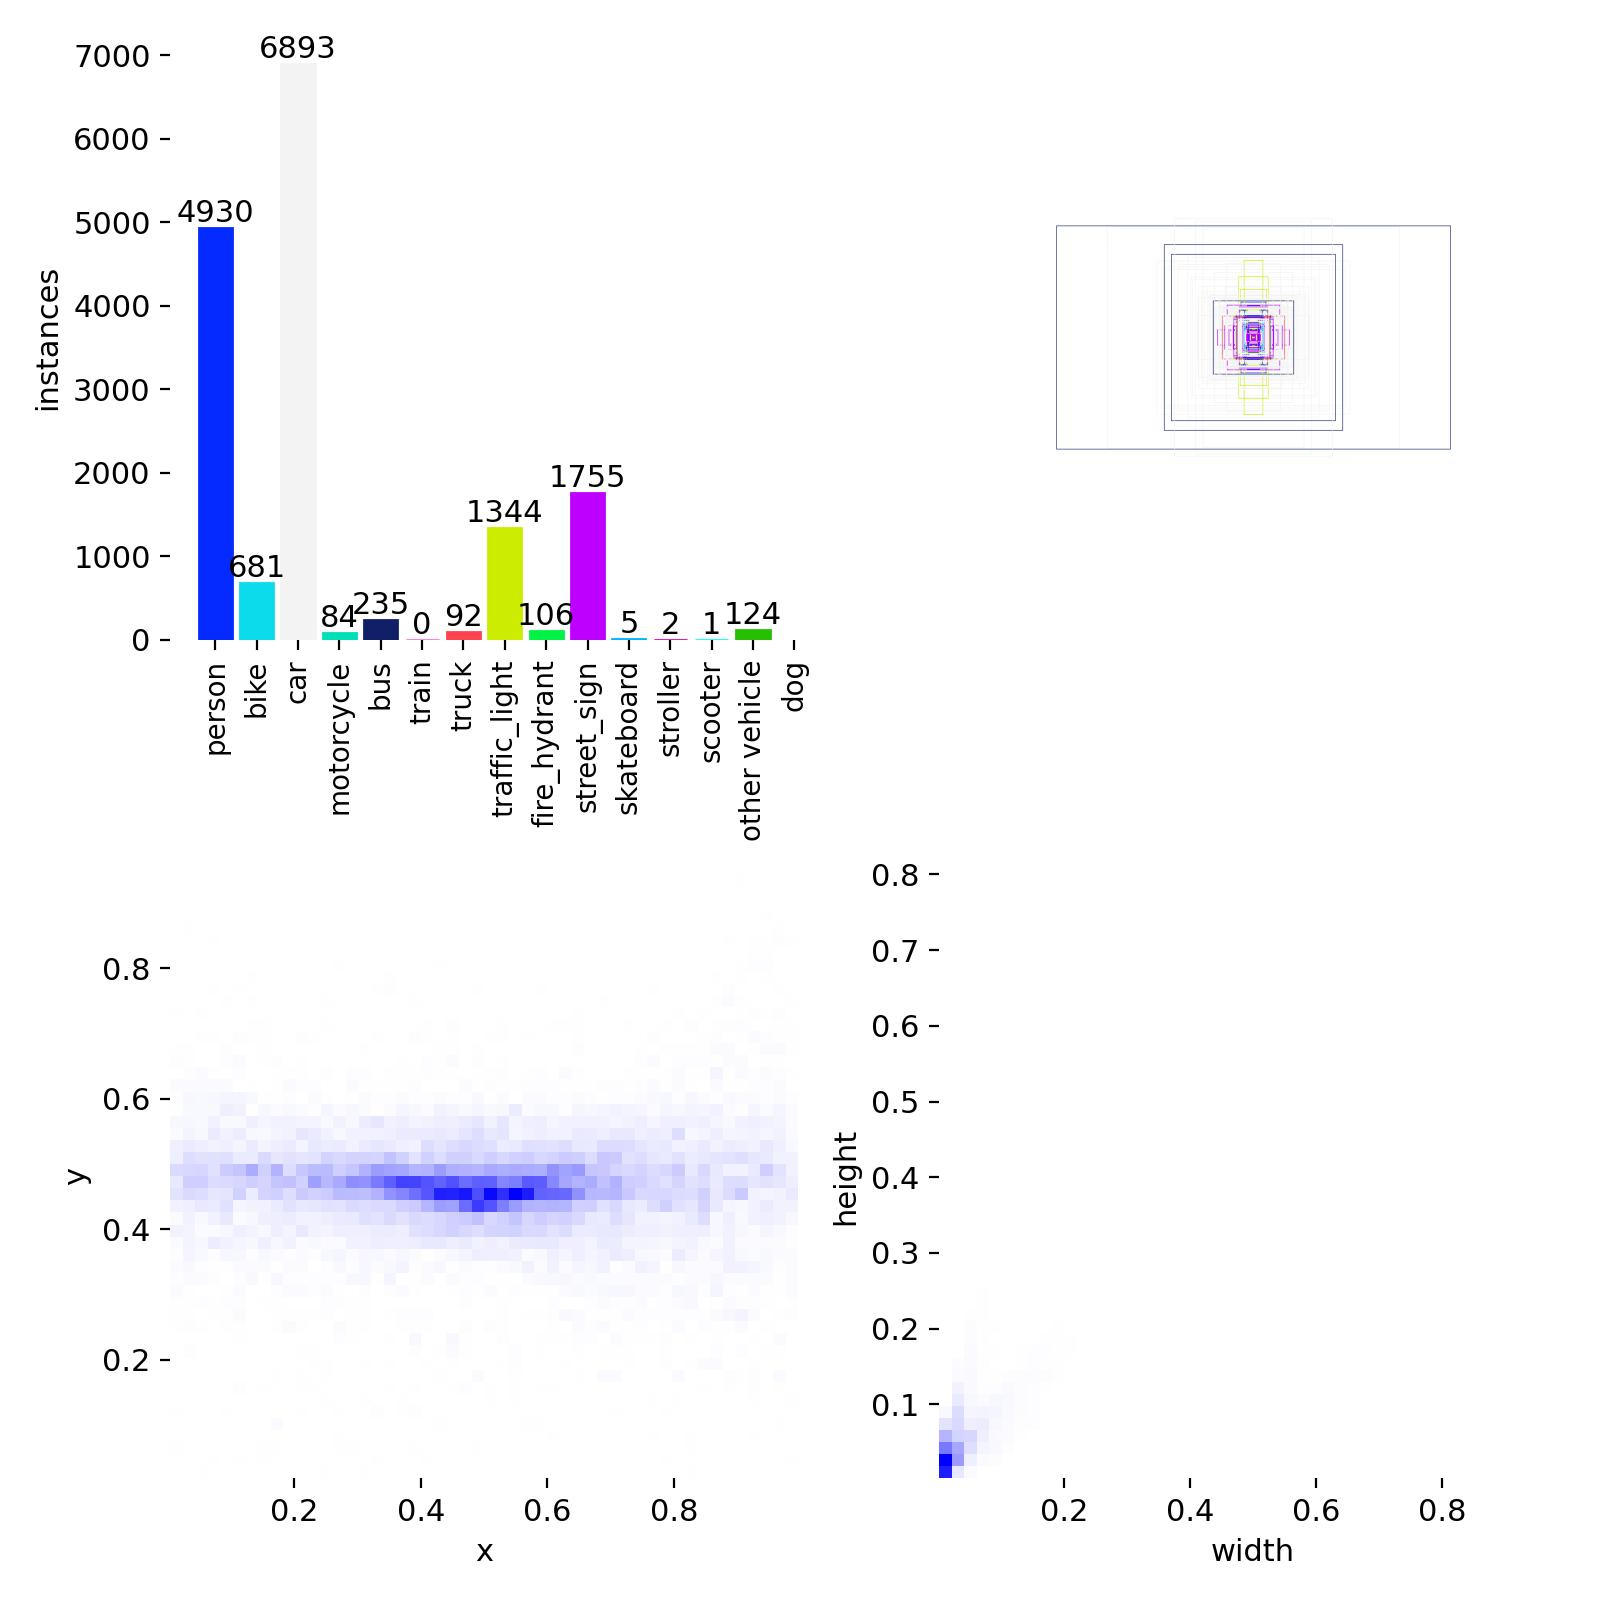 7000
6000
5000
4000
3000
2000
1000
0
instances
4930
681
6893
84
235
0
92
1344
106
1755
5
2
1
124
person
bike
car
motorcycle
bus
train
truck
traffic_light
fire_hydrant
street_sign
skateboard
stroller
scooter
other vehicle
dog
0.8
0.6
0.4
0.2
y
0.2
0.4
0.6
0.8
x
0.8
0.7
0.6
0.5
0.4
0.3
0.2
0.1
height
0.2
0.4
0.6
0.8
width